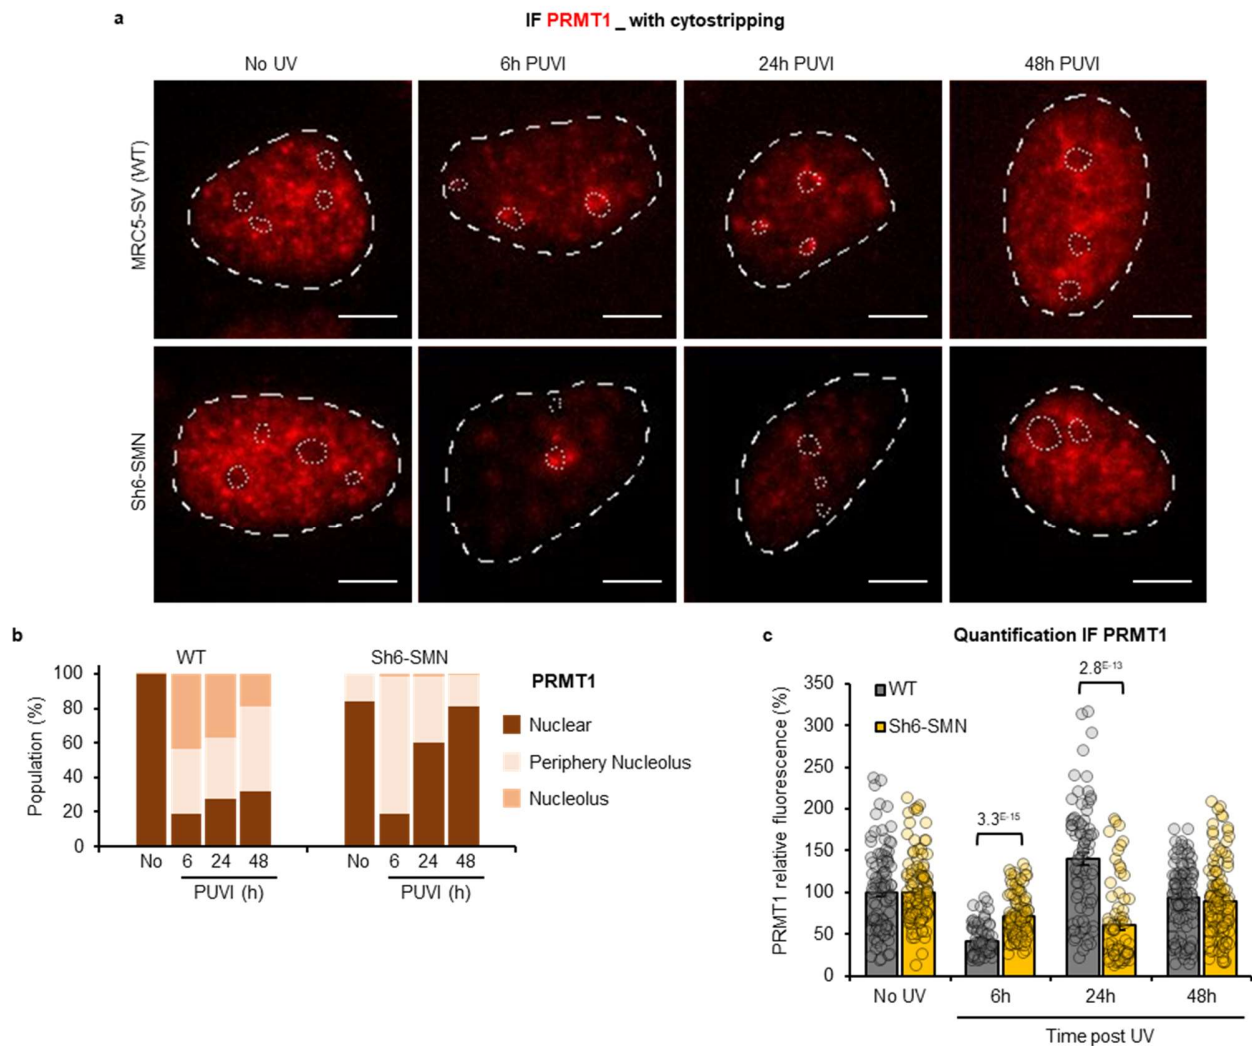 a
IF PRMT1 _ with cytostripping
No UV 6h PUVI 24h PUVI 48h PUVI
MRC5-SV (WT)
Sh6-SMN
b
WT Sh6-SMN
Population (%)
100
80
60
40
20
0
No 6 24 48 No 6 24 48
PUVI (h) PUVI (h)
PRMT1
Nuclear
Periphery Nucleolus
Nucleolus
c
Quantification IF PRMT1
PRMT1 relative fluorescence (%)
350
300
250
200
150
100
50
0
WT
Sh6-SMN
3.3E-15
2.8E-13
No UV 6h 24h 48h
Time post UV